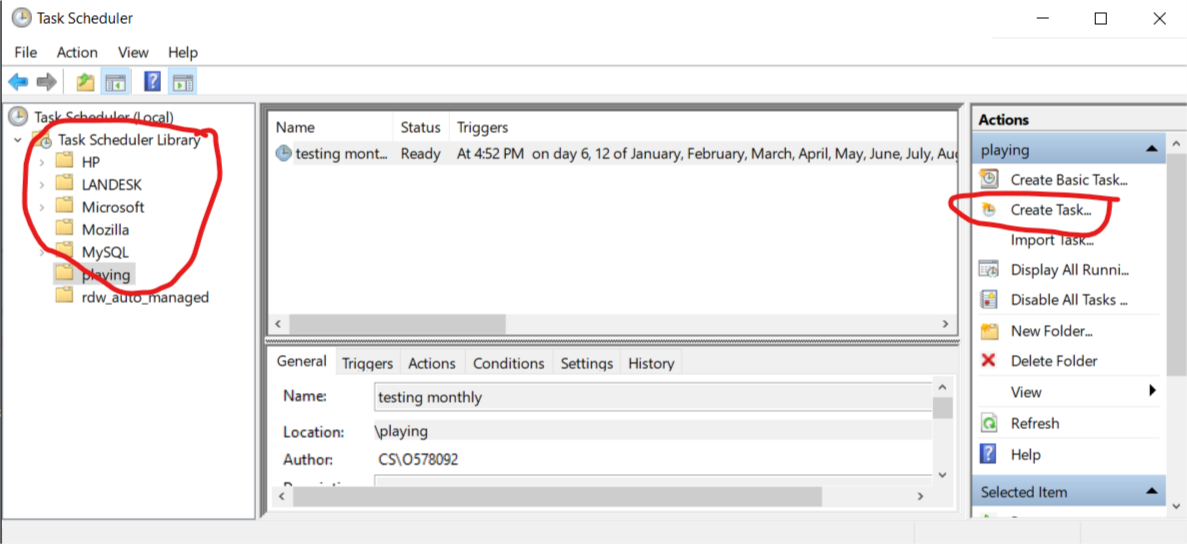 Task Scheduler
File Action View Help
Task Scheduler (Local)
Task Scheduler Library
HP
LANDESK
Microsoft
Mozilla
MySQL
playing
rdw_auto_managed
Name Status Triggers
testing mont... Ready At 4:52 PM on day 6, 12 of January, February, March, April, May, June, July, Aug
General Triggers Actions Conditions Settings History
Name: testing monthly
Location: \playing
Author: CS\O578092
Actions
playing
Create Basic Task...
Create Task...
Import Task...
Display All Runni...
Disable All Tasks ...
New Folder...
Delete Folder
View
Refresh
Help
Selected Item